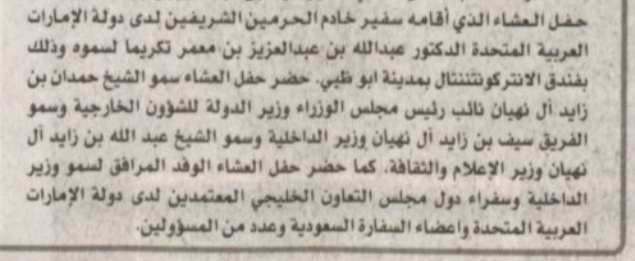 حفل العشاء الذي أقامه سفير خادم الحرمين الشريفين لدى دولة الإمارات
العربية المتحدة الدكتور عبدالله بن عبدالعزيز بن معمر تكريما لسموه وذلك
بفندق الانتركونتننتال بمدينة ابو ظبي. حضر حفل العشاء سمو الشيخ حمدان بن
زايد آل نهيان نائب رئيس مجلس الوزراء وزير الدولة للشؤون الخارجية وسمو
الفريق سيف بن زايد آل نهيان وزير الداخلية وسمو الشيخ عبد الله بن زايد آل
نهيان وزير الإعلام والثقافة. كما حضر حفل العشاء الوفد المرافق لسمو وزير
الداخلية وسفراء دول مجلس التعاون الخليجي المعتمدين لدى دولة الإمارات
العربية المتحدة واعضاء السفارة السعودية وعدد من المسؤولين.